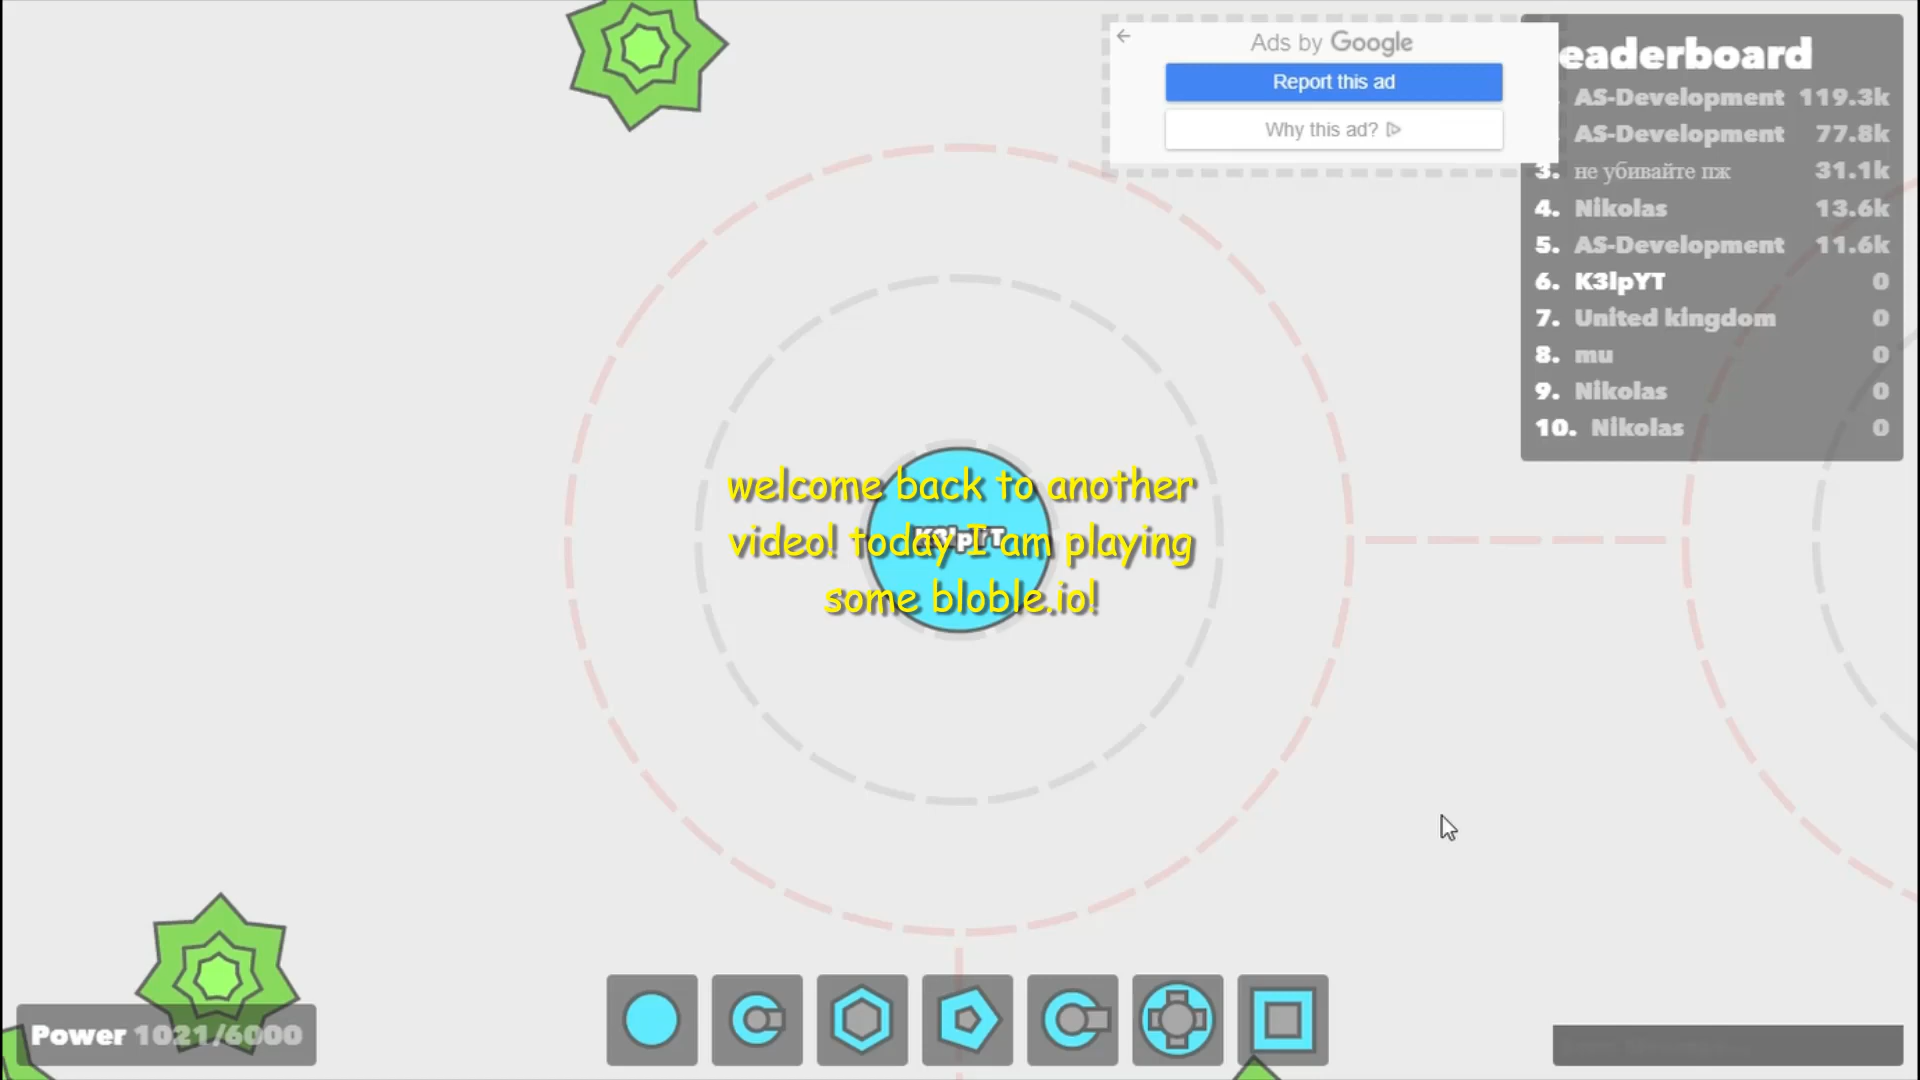 Ads by Google
Report this ad
Why this ad?
eaderboard
AS-Development 119.3k
AS-Development 77.8k
3. не убивайте пж 31.1k
4. Nikolas 13.6k
5. AS-Development 11.6k
6. K3lpYT 0
7. United kingdom 0
8. mu 0
9. Nikolas 0
10. Nikolas 0
K3lpYT
welcome back to another
video! today I am playing
some bloble.io!
Power 1021/6000